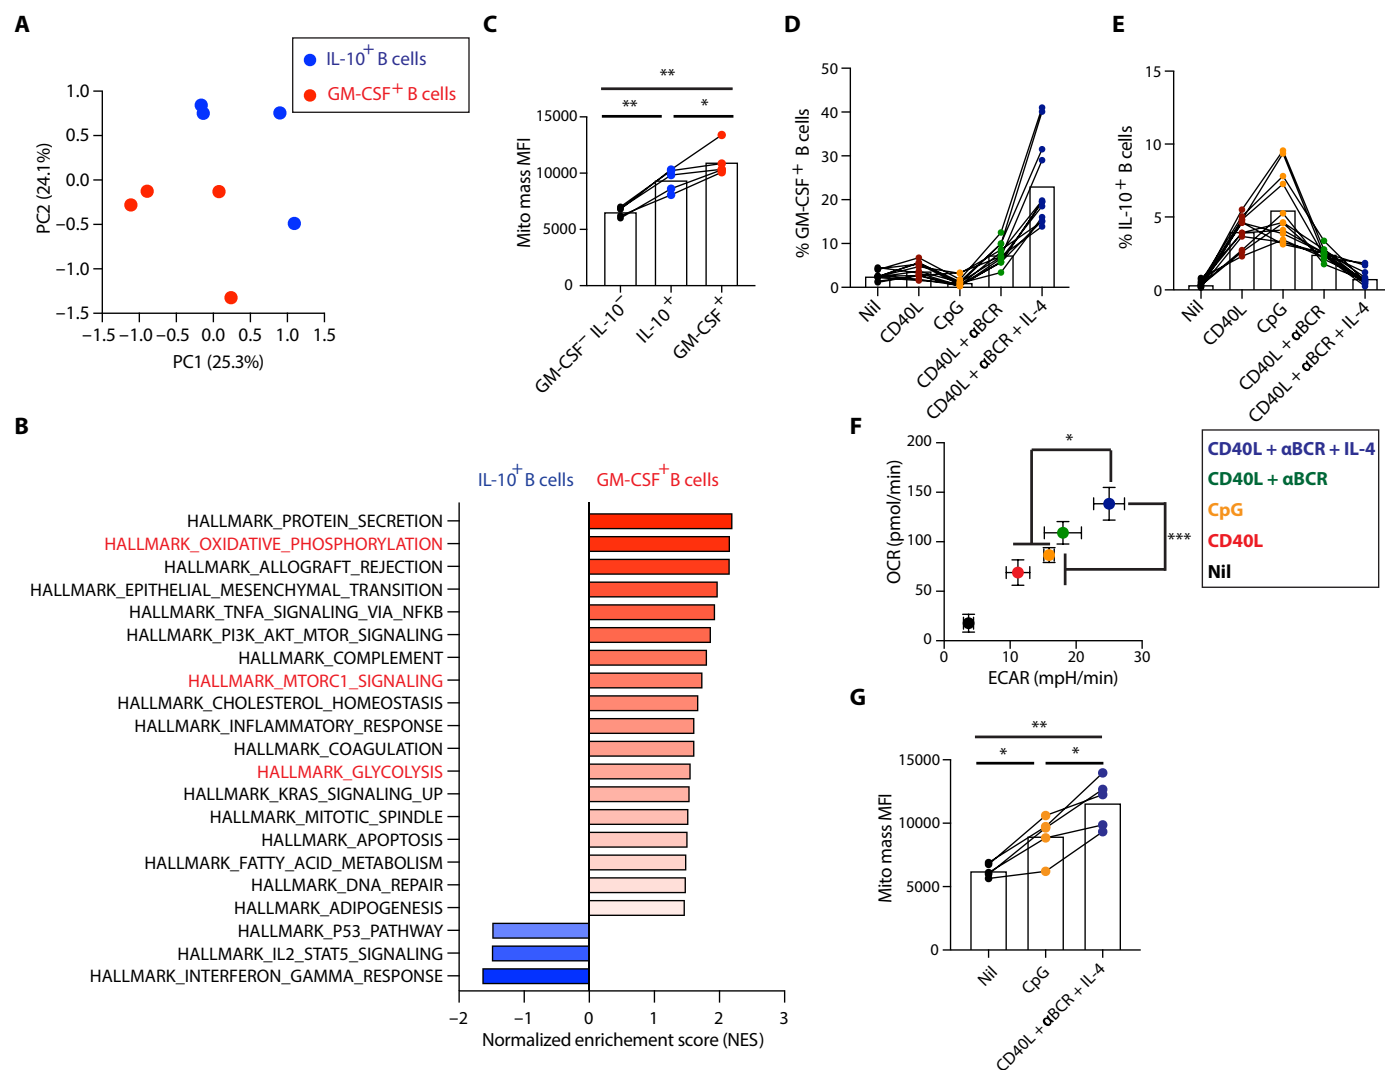 A
IL-10+ B cells
GM-CSF+ B cells
1.0
0.5
0.0
−0.5
−1.0
−1.5
PC2 (24.1%)
−1.5 −1.0 −0.5 0.0 0.5 1.0 1.5
PC1 (25.3%)
C
**
** *
15000
10000
5000
0
Mito mass MFI
GM-CSF− IL-10−
IL-10+
GM-CSF+
D
50
40
30
20
10
0
% GM-CSF+ B cells
Nil
CD40L
CpG
CD40L + αBCR
CD40L + αBCR + IL-4
E
15
10
5
0
% IL-10+ B cells
Nil
CD40L
CpG
CD40L + αBCR
CD40L + αBCR + IL-4
B
IL-10+ B cells GM-CSF+ B cells
HALLMARK_PROTEIN_SECRETION
HALLMARK_OXIDATIVE_PHOSPHORYLATION
HALLMARK_ALLOGRAFT_REJECTION
HALLMARK_EPITHELIAL_MESENCHYMAL_TRANSITION
HALLMARK_TNFA_SIGNALING_VIA_NFKB
HALLMARK_PI3K_AKT_MTOR_SIGNALING
HALLMARK_COMPLEMENT
HALLMARK_MTORC1_SIGNALING
HALLMARK_CHOLESTEROL_HOMEOSTASIS
HALLMARK_INFLAMMATORY_RESPONSE
HALLMARK_COAGULATION
HALLMARK_GLYCOLYSIS
HALLMARK_KRAS_SIGNALING_UP
HALLMARK_MITOTIC_SPINDLE
HALLMARK_APOPTOSIS
HALLMARK_FATTY_ACID_METABOLISM
HALLMARK_DNA_REPAIR
HALLMARK_ADIPOGENESIS
HALLMARK_P53_PATHWAY
HALLMARK_IL2_STAT5_SIGNALING
HALLMARK_INTERFERON_GAMMA_RESPONSE
−2 −1 0 1 2 3
Normalized enrichement score (NES)
F
200
150
100
50
0
OCR (pmol/min)
*
***
0 10 20 30
ECAR (mpH/min)
CD40L + αBCR + IL-4
CD40L + αBCR
CpG
CD40L
Nil
G
**
* *
15000
10000
5000
0
Mito mass MFI
Nil
CpG
CD40L + αBCR + IL-4